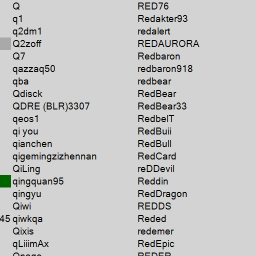 Q RED76
q1 Redakter93
q2dm1 redalert
Q2zoff REDAURORA
Q7 Redbaron
qazzaq50 redbaron918
qba redbear
Qdisck RedBear
QDRE (BLR)3307 RedBear33
qeos1 RedbelT
qi you RedBuii
qianchen RedBull
qigemingzizhennan RedCard
QiLing reDDevil
qingquan95 Reddin
qingyu RedDragon
Qiwi REDDS
45 qiwkqa Reded
Qixis redemer
qLiiimAx RedEpic